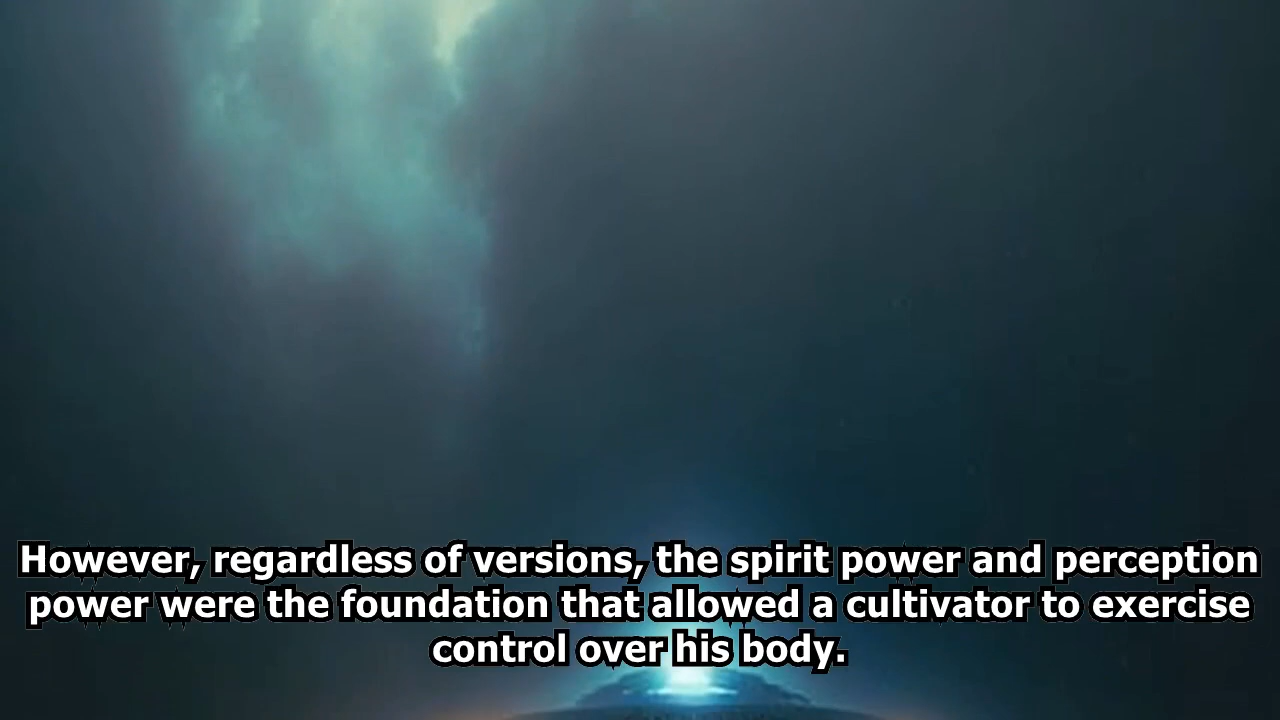 However, regardless of versions, the spirit power and perception
power were the foundation that allowed a cultivator to exercise
control over his body.